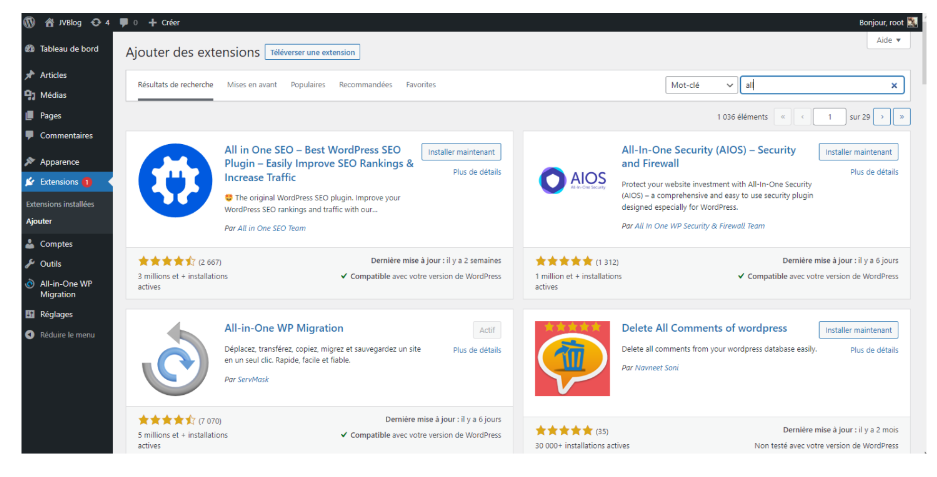 JVBlog 4 0 + Créer
Bonjour, root
Tableau de bord
Articles
Médias
Pages
Commentaires
Apparence
Extensions 1
Extensions installées
Ajouter
Comptes
Outils
All-in-One WP
Migration
Réglages
Réduire le menu
Aide ▼
Ajouter des extensions Téléverser une extension
Résultats de recherche Mises en avant Populaires Recommandées Favorites
Mot-clé all x
1 036 éléments « ‹ 1 sur 29 › »
All in One SEO – Best WordPress SEO
Plugin – Easily Improve SEO Rankings &
Increase Traffic
Installer maintenant
Plus de détails
The original WordPress SEO plugin. Improve your
WordPress SEO rankings and traffic with our...
Par All in One SEO Team
(2 667)
3 millions et + installations
actives
Dernière mise à jour : il y a 2 semaines
✔ Compatible avec votre version de WordPress
AIOS
All-In-One Security
All-In-One Security (AIOS) – Security
and Firewall
Installer maintenant
Plus de détails
Protect your website investment with All-In-One Security
(AIOS) – a comprehensive and easy to use security plugin
designed especially for WordPress.
Par All In One WP Security & Firewall Team
(1 312)
1 million et + installations
actives
Dernière mise à jour : il y a 6 jours
✔ Compatible avec votre version de WordPress
All-in-One WP Migration
Actif
Plus de détails
Déplacez, transférez, copiez, migrez et sauvegardez un site
en un seul clic. Rapide, facile et fiable.
Par ServMask
(7 070)
5 millions et + installations
actives
Dernière mise à jour : il y a 6 jours
✔ Compatible avec votre version de WordPress
Delete All Comments of wordpress
Installer maintenant
Plus de détails
Delete all comments from your wordpress database easily.
Par Navneet Soni
(35)
30 000+ installations actives
Dernière mise à jour : il y a 2 mois
Non testé avec votre version de WordPress